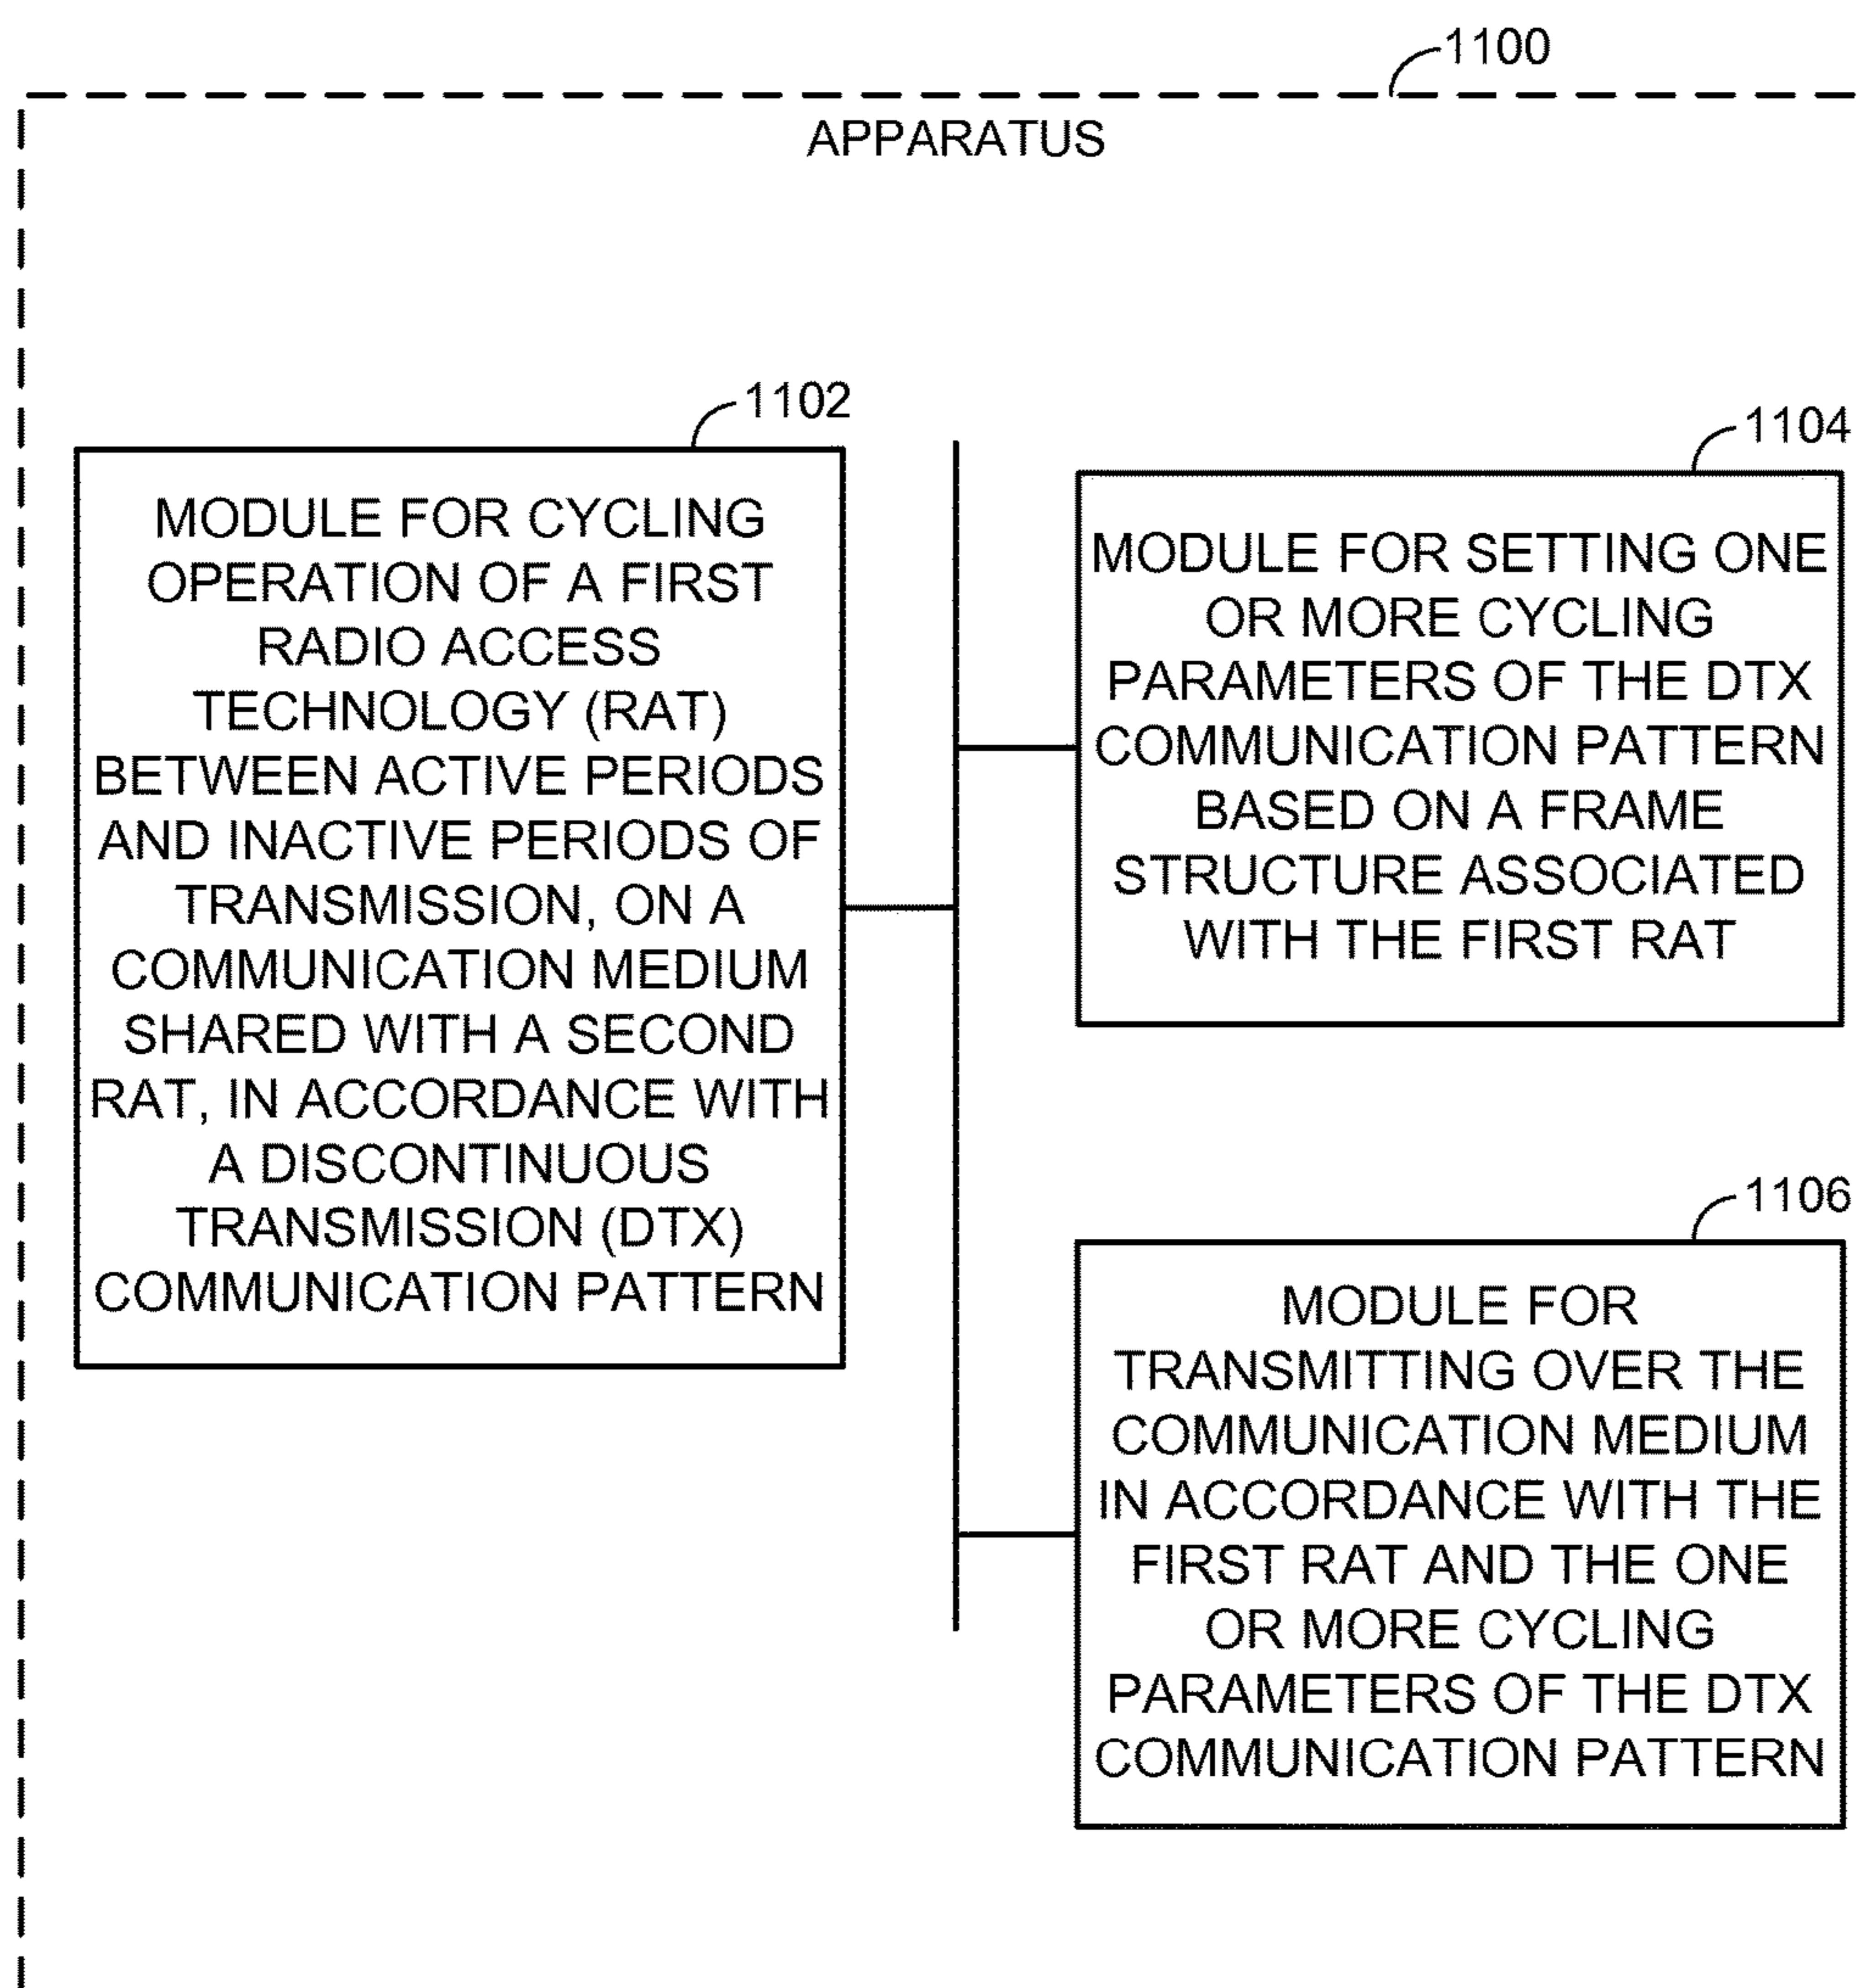 1100
APPARATUS
1102
MODULE FOR CYCLING
OPERATION OF A FIRST
RADIO ACCESS
TECHNOLOGY (RAT)
BETWEEN ACTIVE PERIODS
AND INACTIVE PERIODS OF
TRANSMISSION, ON A
COMMUNICATION MEDIUM
SHARED WITH A SECOND
RAT, IN ACCORDANCE WITH
A DISCONTINUOUS
TRANSMISSION (DTX)
COMMUNICATION PATTERN
1104
MODULE FOR SETTING ONE
OR MORE CYCLING
PARAMETERS OF THE DTX
COMMUNICATION PATTERN
BASED ON A FRAME
STRUCTURE ASSOCIATED
WITH THE FIRST RAT
1106
MODULE FOR
TRANSMITTING OVER THE
COMMUNICATION MEDIUM
IN ACCORDANCE WITH THE
FIRST RAT AND THE ONE
OR MORE CYCLING
PARAMETERS OF THE DTX
COMMUNICATION PATTERN